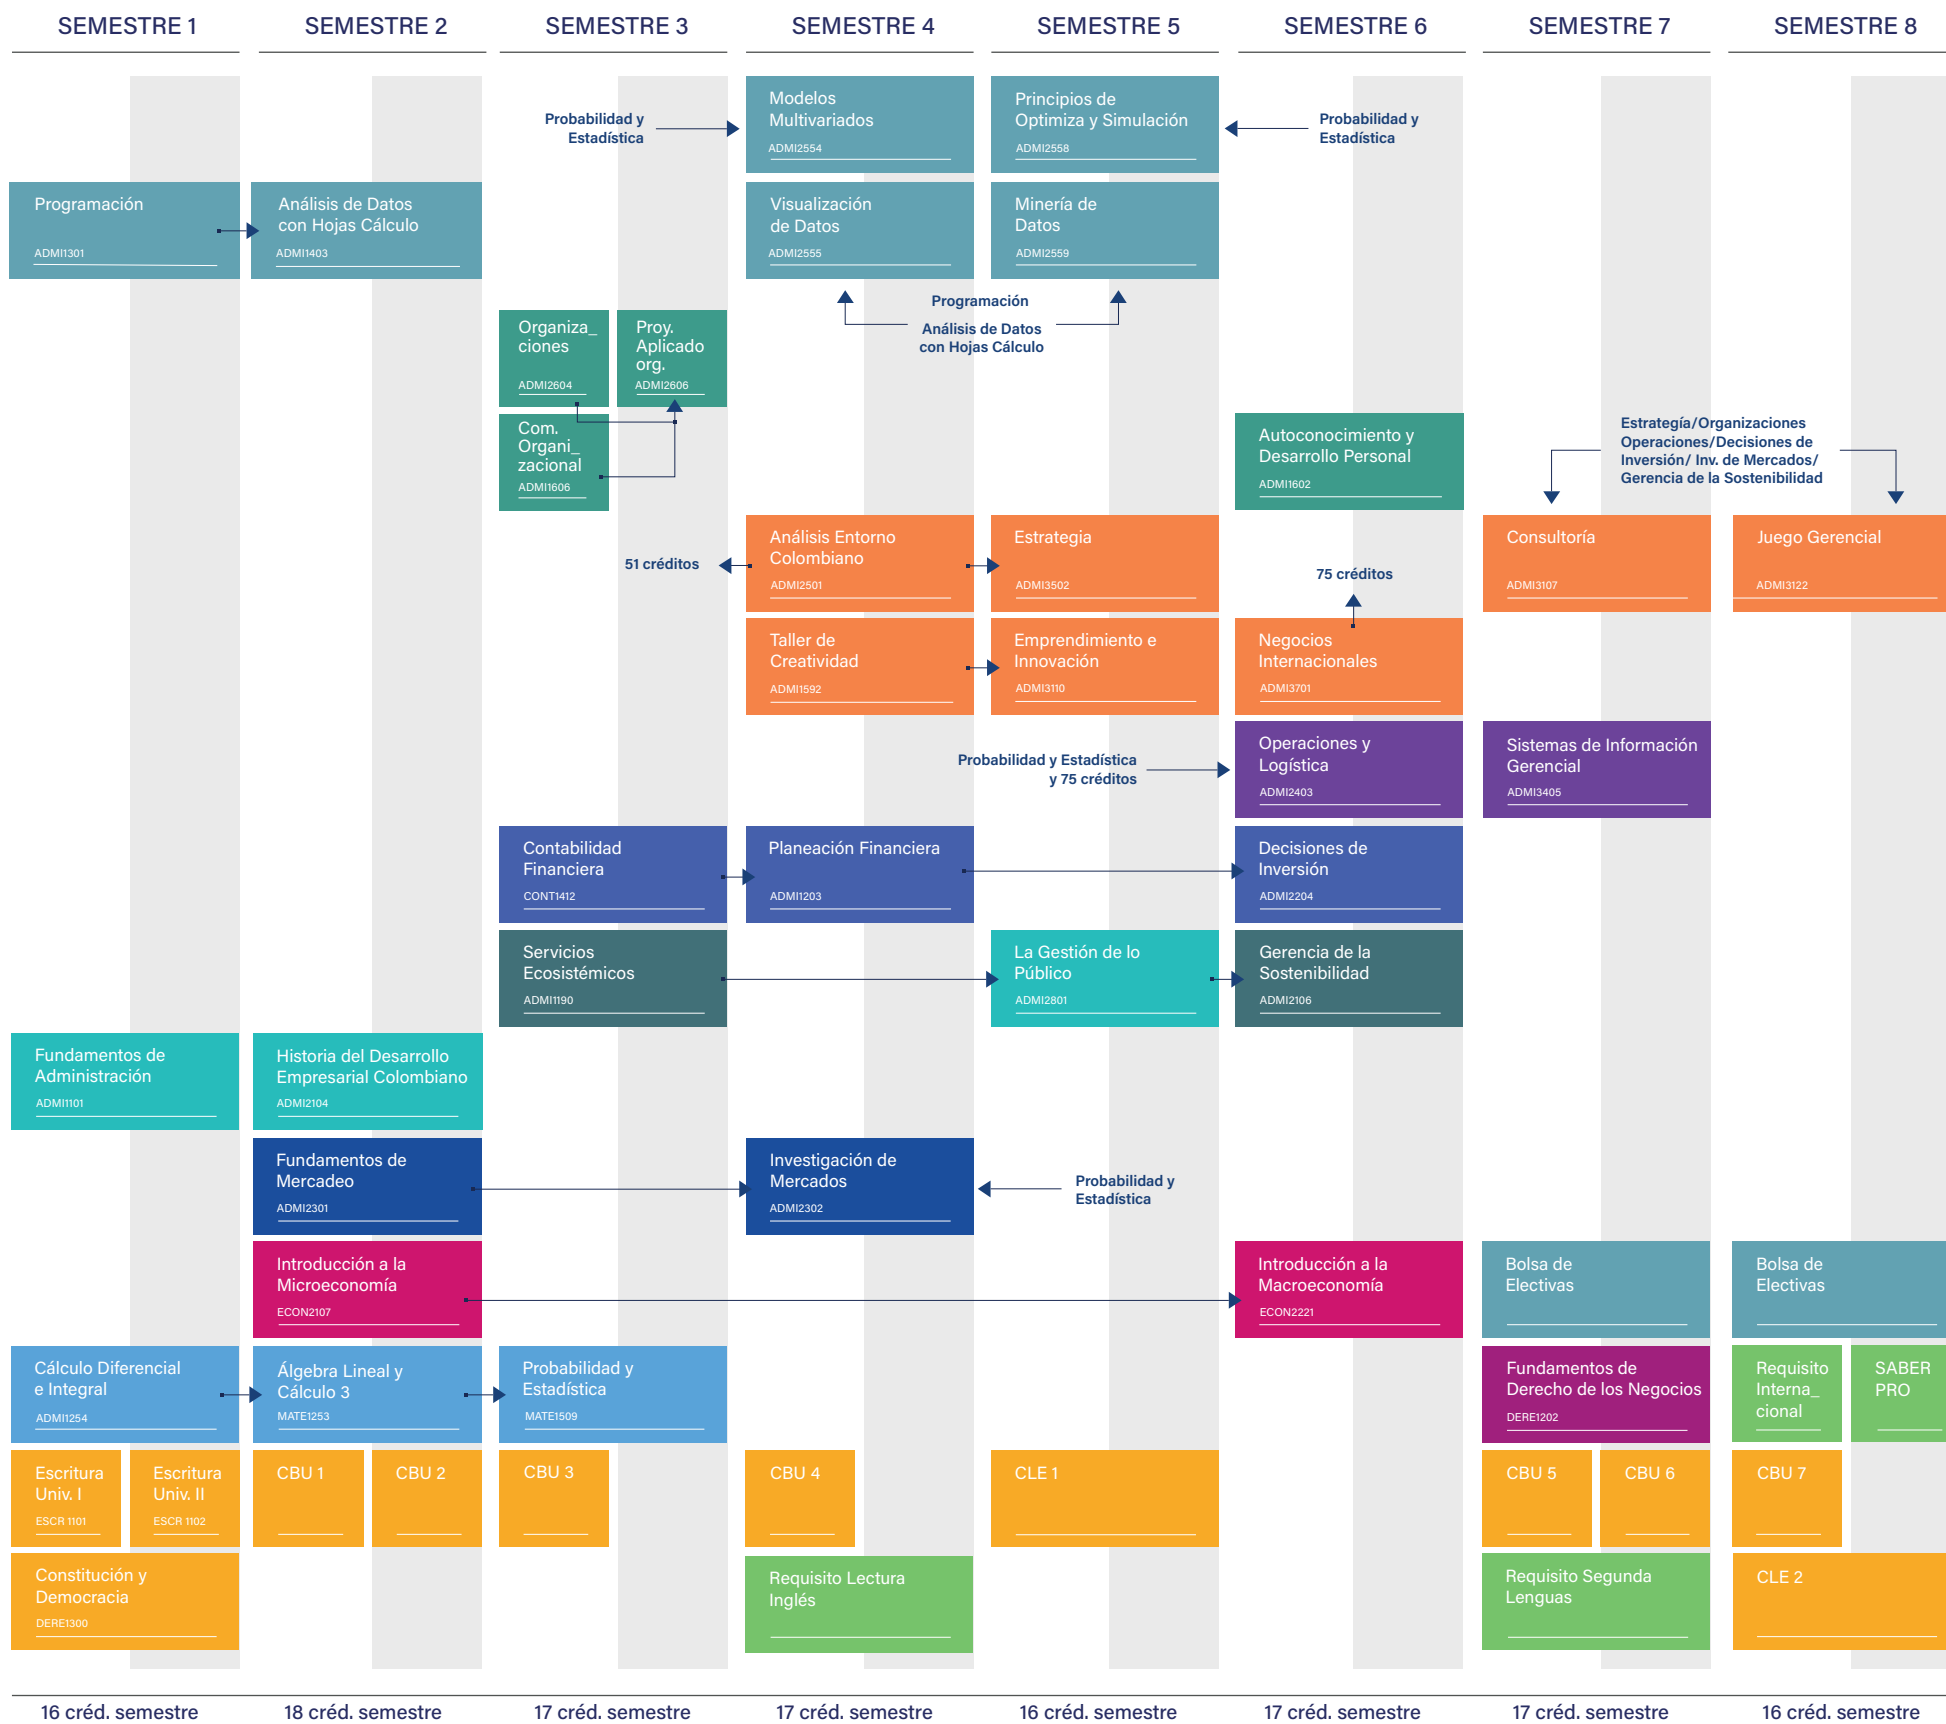 SEMESTRE 1
SEMESTRE 2
SEMESTRE 3
SEMESTRE 4
SEMESTRE 5
SEMESTRE 6
SEMESTRE 7
SEMESTRE 8
Probabilidad y
Estadística
Modelos
Multivariados
ADMI2554
Principios de
Optimiza y Simulación
ADMI2558
Probabilidad y
Estadística
Programación
ADMI1301
Análisis de Datos
con Hojas Cálculo
ADMI1403
Visualización
de Datos
ADMI2555
Minería de
Datos
ADMI2559
Programación
Análisis de Datos
con Hojas Cálculo
Organiza_
ciones
ADMI2604
Proy.
Aplicado
org.
ADMI2606
Com.
Organi_
zacional
ADMI1606
Autoconocimiento y
Desarrollo Personal
ADMI1602
Estrategía/Organizaciones
Operaciones/Decisiones de
Inversión/ Inv. de Mercados/
Gerencia de la Sostenibilidad
51 créditos
Análisis Entorno
Colombiano
ADMI2501
Estrategia
ADMI3502
75 créditos
Consultoría
ADMI3107
Juego Gerencial
ADMI3122
Taller de
Creatividad
ADMI1592
Emprendimiento e
Innovación
ADMI3110
Negocios
Internacionales
ADMI3701
Probabilidad y Estadística
y 75 créditos
Operaciones y
Logística
ADMI2403
Sistemas de Información
Gerencial
ADMI3405
Contabilidad
Financiera
CONT1412
Planeación Financiera
ADMI1203
Decisiones de
Inversión
ADMI2204
Servicios
Ecosistémicos
ADMI1190
La Gestión de lo
Público
ADMI2801
Gerencia de la
Sostenibilidad
ADMI2106
Fundamentos de
Administración
ADMI1101
Historia del Desarrollo
Empresarial Colombiano
ADMI2104
Fundamentos de
Mercadeo
ADMI2301
Investigación de
Mercados
ADMI2302
Probabilidad y
Estadística
Introducción a la
Microeconomía
ECON2107
Introducción a la
Macroeconomía
ECON2221
Bolsa de
Electivas
Bolsa de
Electivas
Cálculo Diferencial
e Integral
ADMI1254
Álgebra Lineal y
Cálculo 3
MATE1253
Probabilidad y
Estadística
MATE1509
Fundamentos de
Derecho de los Negocios
DERE1202
Requisito
Interna_
cional
SABER
PRO
Escritura
Univ. I
ESCR 1101
Escritura
Univ. II
ESCR 1102
CBU 1
CBU 2
CBU 3
CBU 4
CLE 1
CBU 5
CBU 6
CBU 7
Constitución y
Democracia
DERE1300
Requisito Lectura
Inglés
Requisito Segunda
Lenguas
CLE 2
16 créd. semestre
18 créd. semestre
17 créd. semestre
17 créd. semestre
16 créd. semestre
17 créd. semestre
17 créd. semestre
16 créd. semestre